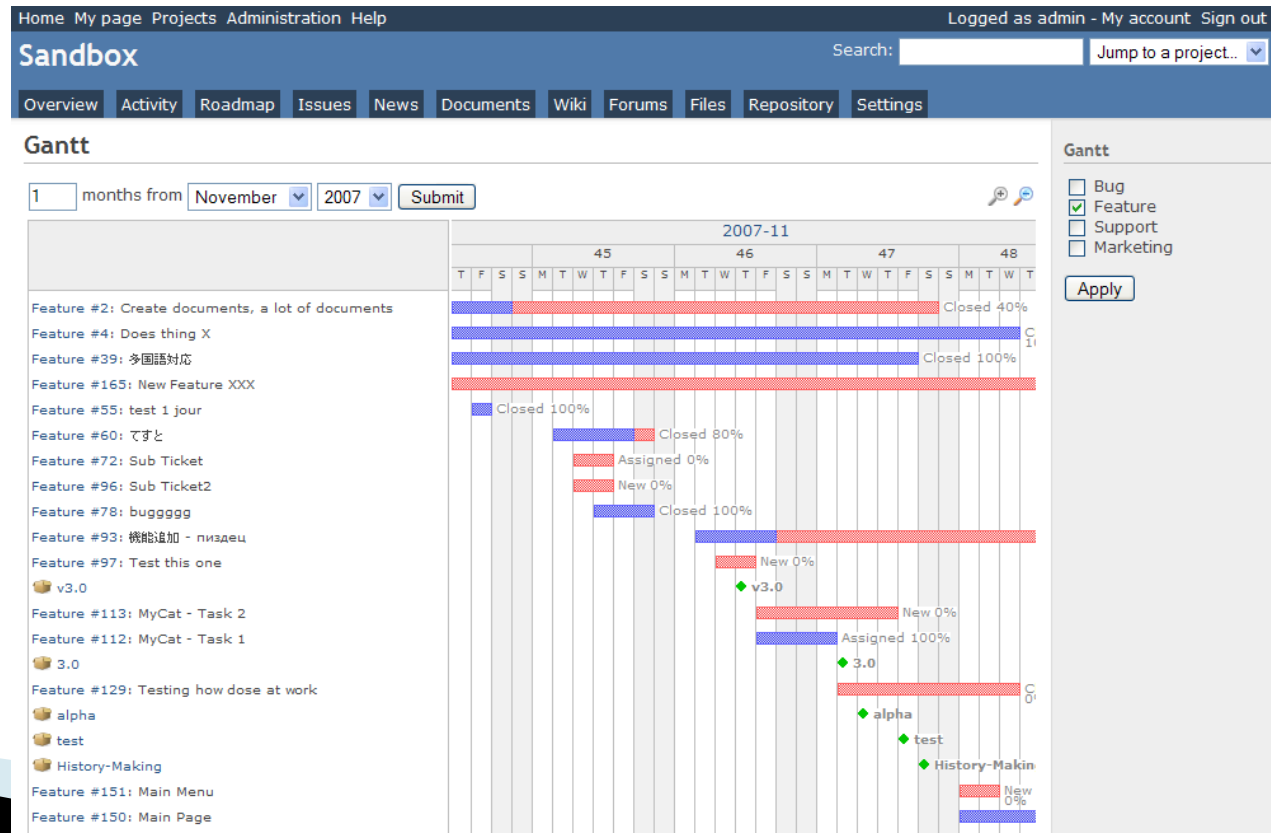 Home My page Projects Administration Help Logged as admin - My account Sign out
Sandbox Search: Jump to a project...
Overview Activity Roadmap Issues News Documents Wiki Forums Files Repository Settings
Gantt
1 months from November 2007 Submit
2007-11
45 46 47 48
T F S S M T W T F S S M T W T F S S M T W T F S S M T W T
Feature #2: Create documents, a lot of documents Closed 40%
Feature #4: Does thing X
Feature #39: 多国語対応 Closed 100%
Feature #165: New Feature XXX
Feature #55: test 1 jour Closed 100%
Feature #60: てすと Closed 80%
Feature #72: Sub Ticket Assigned 0%
Feature #96: Sub Ticket2 New 0%
Feature #78: buggggg Closed 100%
Feature #93: 機能追加 - пиздец
Feature #97: Test this one New 0%
v3.0 v3.0
Feature #113: MyCat - Task 2 New 0%
Feature #112: MyCat - Task 1 Assigned 100%
3.0 3.0
Feature #129: Testing how dose at work
alpha alpha
test test
History-Making History-Makin
Feature #151: Main Menu New 0%
Feature #150: Main Page
Gantt
Bug
Feature
Support
Marketing
Apply